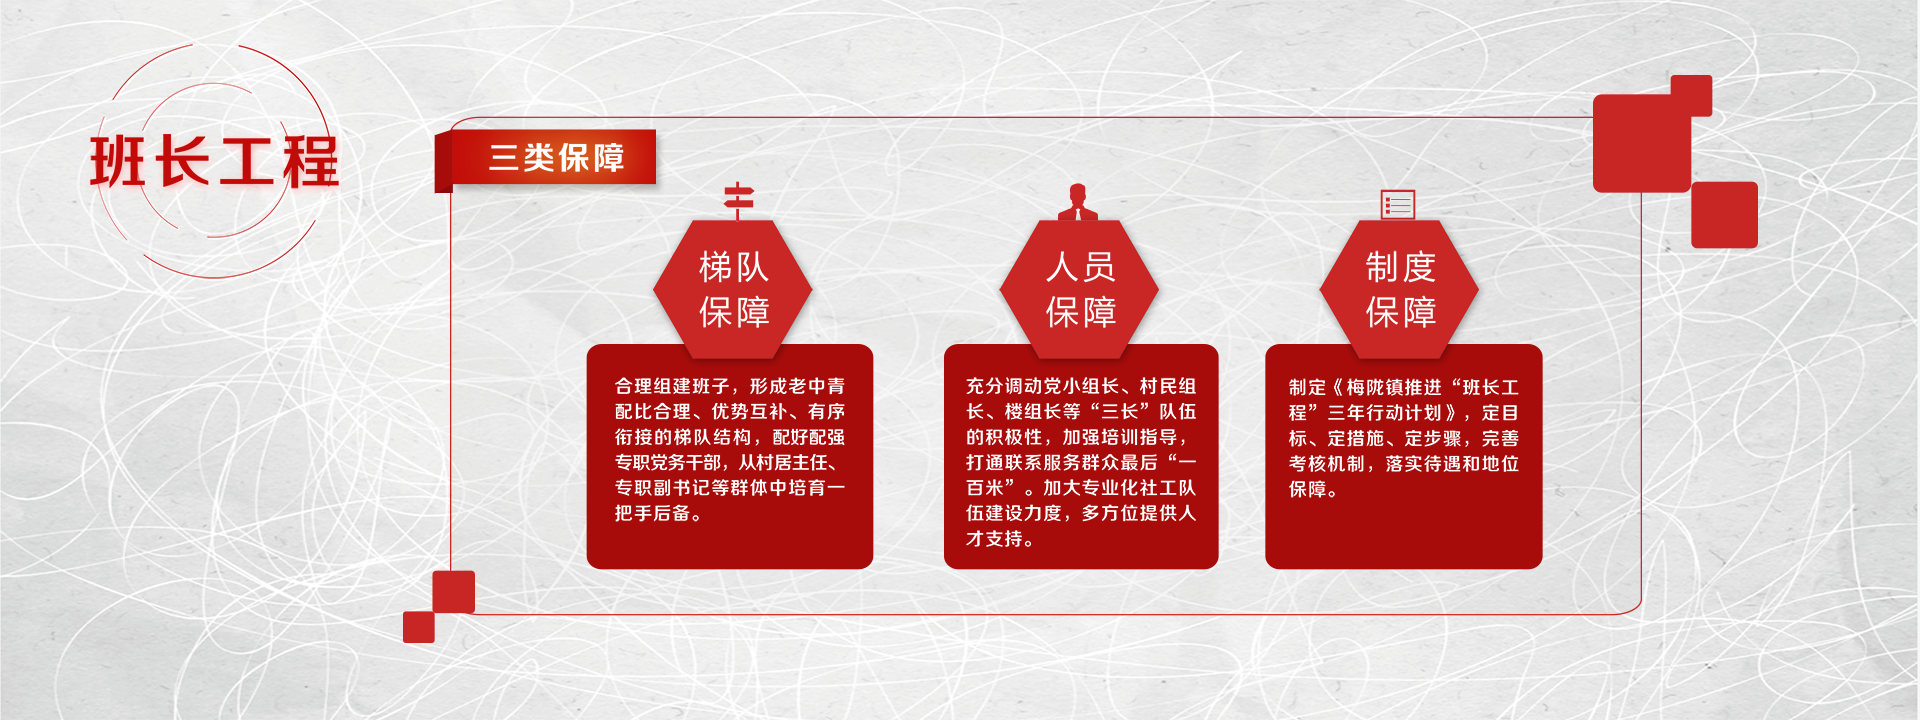 班长工程
三类保障
梯队
保障
合理组建班子，形成老中青
配比合理、优势互补、有序
衔接的梯队结构，配好配强
专职党务干部，从村居主任、
专职副书记等群体中培育一
把手后备。
人员
保障
充分调动党小组长、村民组
长、楼组长等“三长”队伍
的积极性，加强培训指导，
打通联系服务群众最后“一
百米”。加大专业化社工队
伍建设力度，多方位提供人
才支持。
制度
保障
制定《梅陇镇推进“班长工
程”三年行动计划》，定目
标、定措施、定步骤，完善
考核机制，落实待遇和地位
保障。